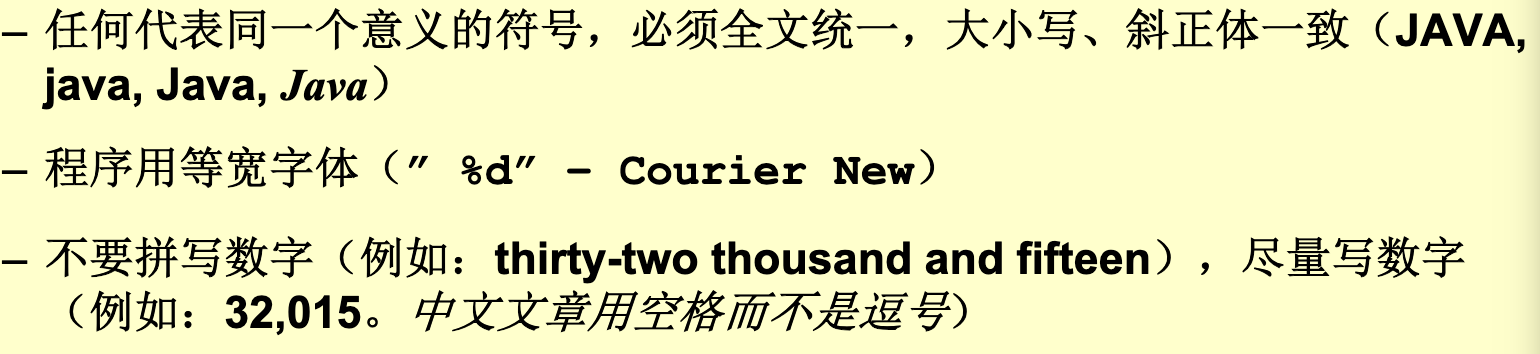 – 任何代表同一个意义的符号，必须全文统一，大小写、斜正体一致（JAVA,
java, Java, Java）
– 程序用等宽字体（” %d” – Courier New）
– 不要拼写数字（例如：thirty-two thousand and fifteen），尽量写数字
（例如：32,015。中文文章用空格而不是逗号）